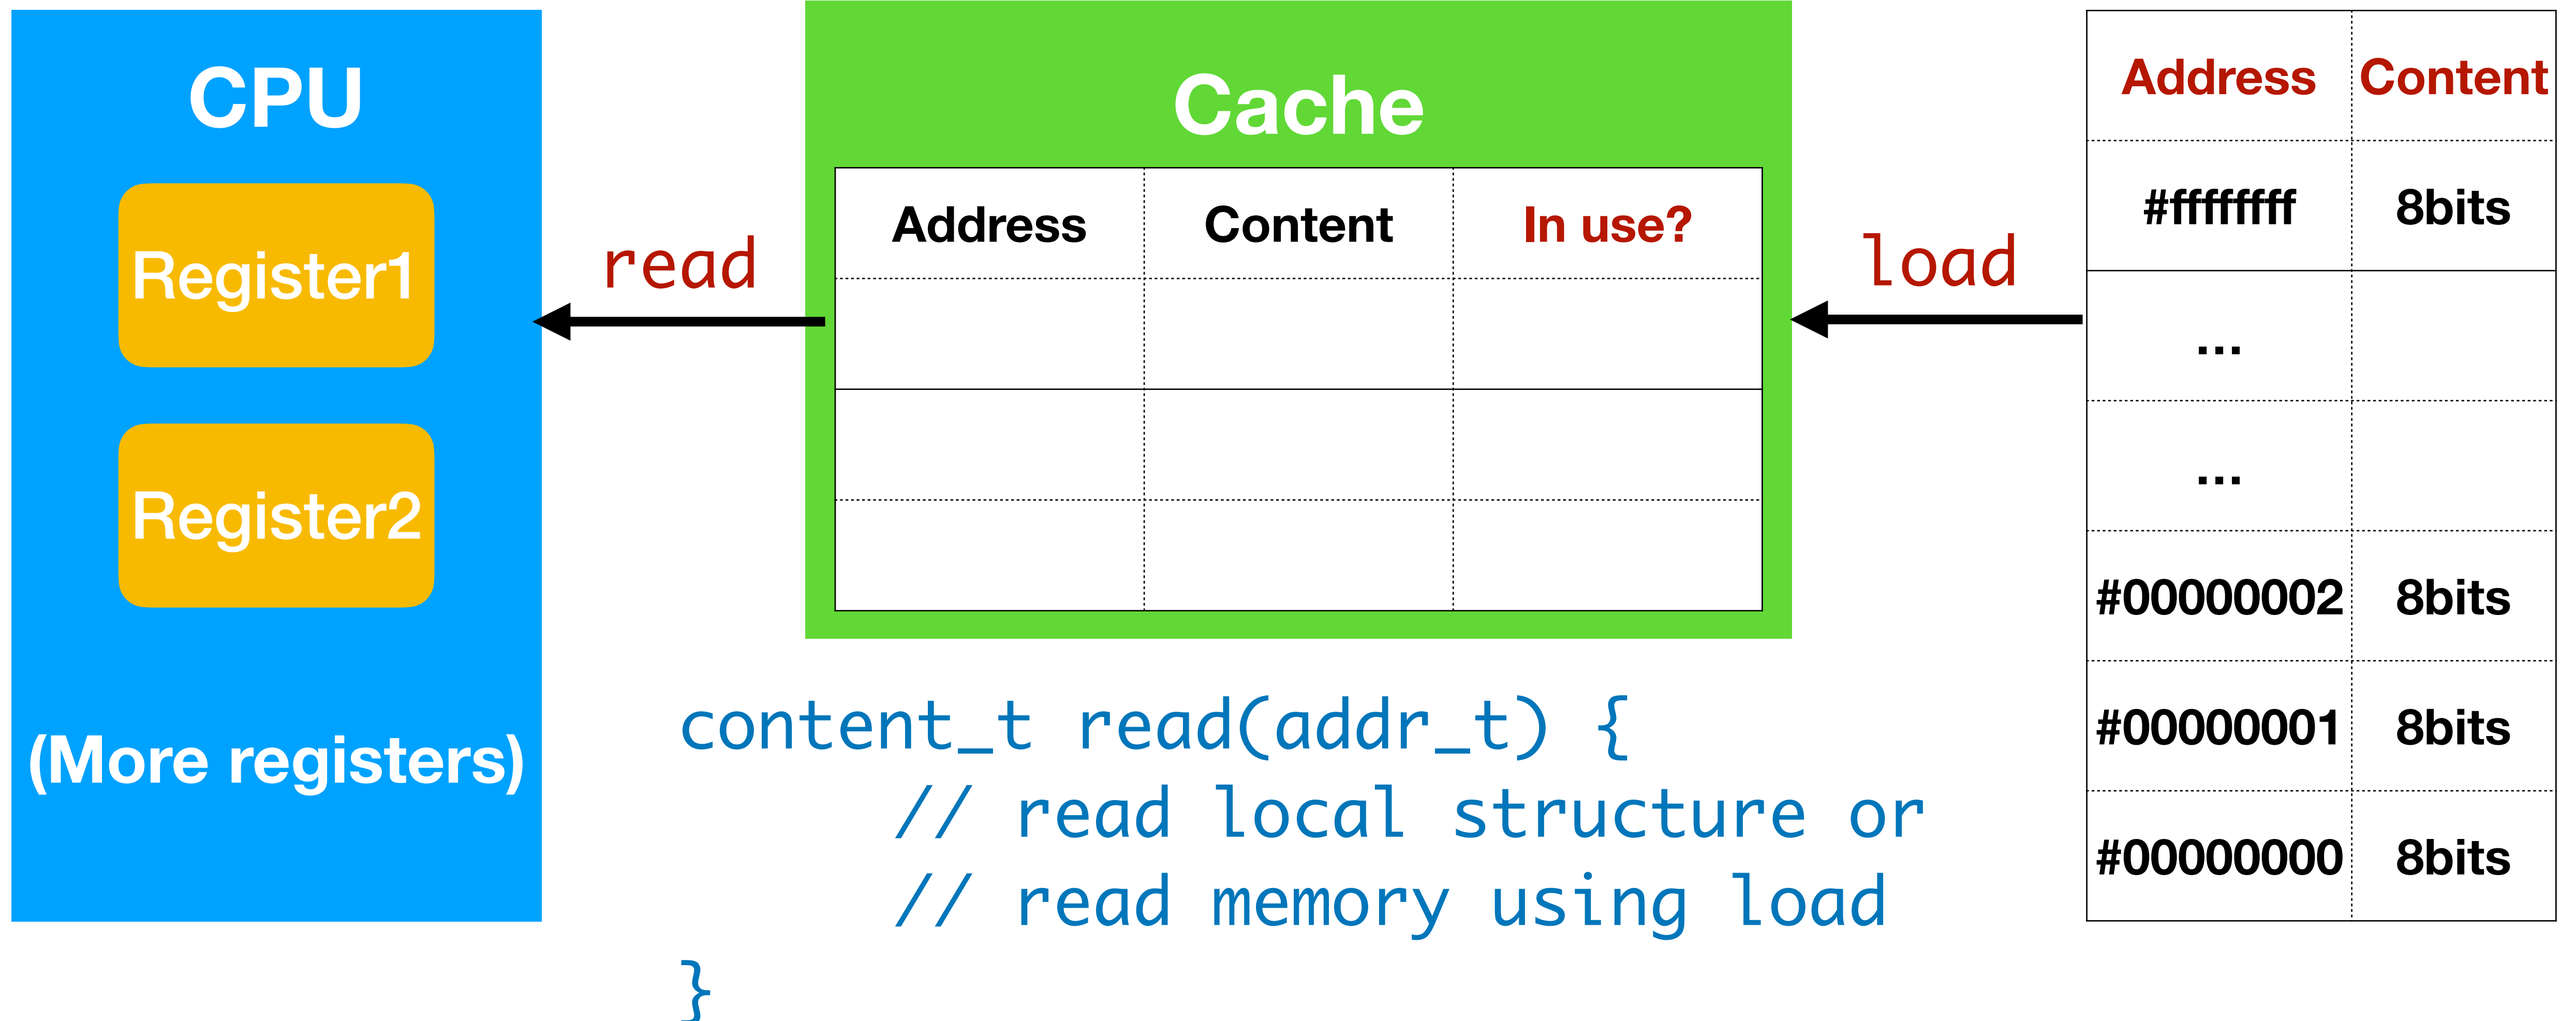 CPU
Register1
Register2
(More registers)
read
Cache
Address Content In use?
load
Address Content
#ffffffff 8bits
...
...
#00000002 8bits
#00000001 8bits
#00000000 8bits
content_t read(addr_t) {
// read local structure or
// read memory using load
}